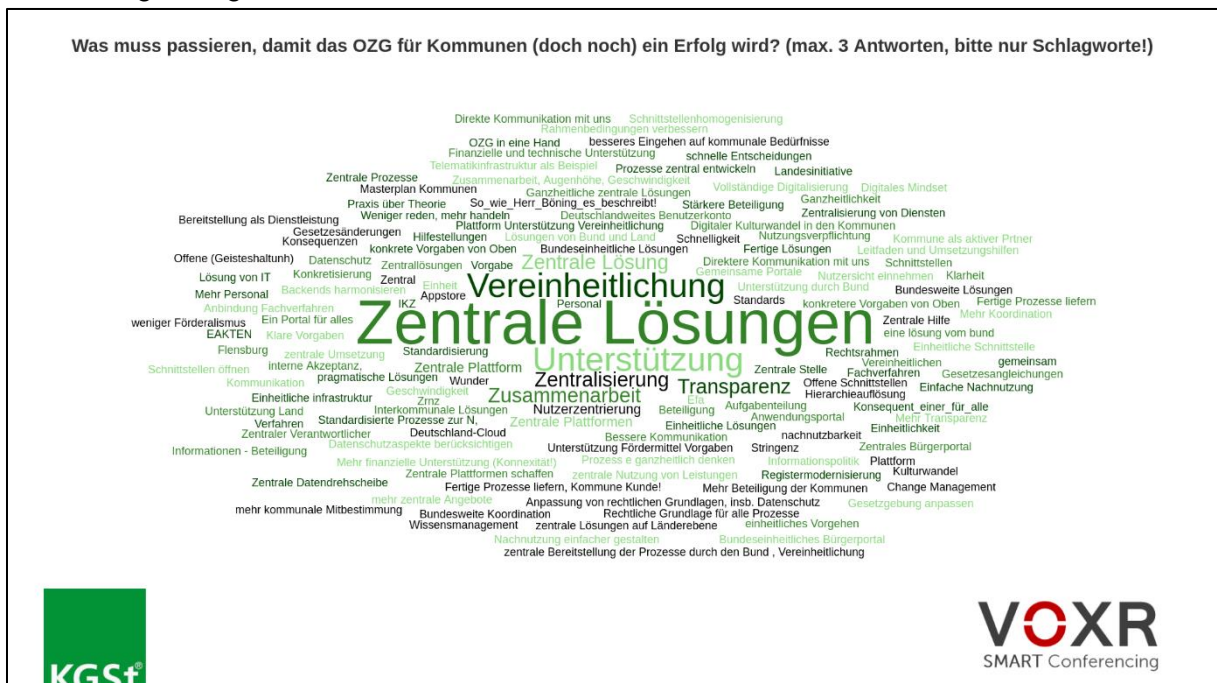 Was muss passieren, damit das OZG für Kommunen (doch noch) ein Erfolg wird? (max. 3 Antworten, bitte nur Schlagworte!)
Direkte Kommunikation mit uns Schnittstellenhomogenisierung
Rahmenbedingungen verbessern
OZG in eine Hand besseres Eingehen auf kommunale Bedürfnisse
Finanzielle und technische Unterstützung schnelle Entscheidungen
Telematikinfrastruktur als Beispiel Prozesse zentral entwickeln Landesinitiative
Zentrale Prozesse Zusammenarbeit, Augenhöhe, Geschwindigkeit
Masterplan Kommunen Ganzheitliche zentrale Lösungen Vollständige Digitalisierung Digitales Mindset
Praxis über Theorie So_wie_Herr_Böning_es_beschreibt! Stärkere Beteiligung Ganzheitlichkeit
Bereitstellung als Dienstleistung Weniger reden, mehr handeln Deutschlandweites Benutzerkonto Zentralisierung von Diensten
Gesetzesänderungen Plattform Unterstützung Vereinheitlichung Digitaler Kulturwandel in den Kommunen
Konsequenzen Hilfestellungen Lösungen von Bund und Land Schnelligkeit Nutzungsverpflichtung Kommune als aktiver Prtner
konkrete Vorgaben von Oben Bundeseinheitliche Lösungen Fertige Lösungen Leitfaden und Umsetzungshilfen
Offene (Geisteshaltunh) Datenschutz Zentrallösungen Vorgabe Zentrale Lösung Direktere Kommunikation mit uns Schnittstellen
Lösung von IT Konkretisierung Zentral Einheit Gemeinsame Portale Nutzersicht einnehmen Klarheit
Mehr Personal Backends harmonisieren Appstore Vereinheitlichung Unterstützung durch Bund Bundesweite Lösungen
Anbindung Fachverfahren IKZ Personal Standards konkretere Vorgaben von Oben Fertige Prozesse liefern
weniger Förderalismus Ein Portal für alles Zentrale Lösungen Zentrale Hilfe Mehr Koordination
EAKTEN Klare Vorgaben eine lösung vom bund
Flensburg zentrale Umsetzung Standardisierung Unterstützung Rechtsrahmen Einheitliche Schnittstelle
Schnittstellen öffnen interne Akzeptanz, Zentrale Plattform Zentrale Stelle Vereinheitlichen gemeinsam
Kommunikation pragmatische Lösungen Wunder Zentralisierung Transparenz Offene Schnittstellen Fachverfahren Gesetzesangleichungen
Einheitliche infrastruktur Geschwindigkeit Zusammenarbeit Hierarchieauflösung Einfache Nachnutzung
Unterstützung Land Zrnz Interkommunale Lösungen Nutzerzentrierung Beteiligung Efa Aufgabenteilung Konsequent_einer_für_alle
Verfahren Standardisierte Prozesse zur N, Zentrale Plattformen Einheitliche Lösungen Anwendungsportal Mehr Transparenz
Zentraler Verantwortlicher Deutschland-Cloud Bessere Kommunikation nachnutzbarkeit Einheitlichkeit
Informationen - Beteiligung Datenschutzaspekte berücksichtigen Unterstützung Fördermittel Vorgaben Stringenz Zentrales Bürgerportal
Mehr finanzielle Unterstützung (Konnexität!) Prozess e ganzheitlich denken Informationspolitik Plattform
Zentrale Datendrehscheibe Zentrale Plattformen schaffen zentrale Nutzung von Leistungen Registermodernisierung Kulturwandel
Fertige Prozesse liefern, Kommune Kunde! Mehr Beteiligung der Kommunen Change Management
mehr zentrale Angebote Anpassung von rechtlichen Grundlagen, insb. Datenschutz Gesetzgebung anpassen
mehr kommunale Mitbestimmung Bundesweite Koordination Rechtliche Grundlage für alle Prozesse
Wissensmanagement zentrale Lösungen auf Länderebene einheitliches Vorgehen
Nachnutzung einfacher gestalten Bundeseinheitliches Bürgerportal
zentrale Bereitstellung der Prozesse durch den Bund , Vereinheitlichung
KGSt®
VOXR
SMART Conferencing